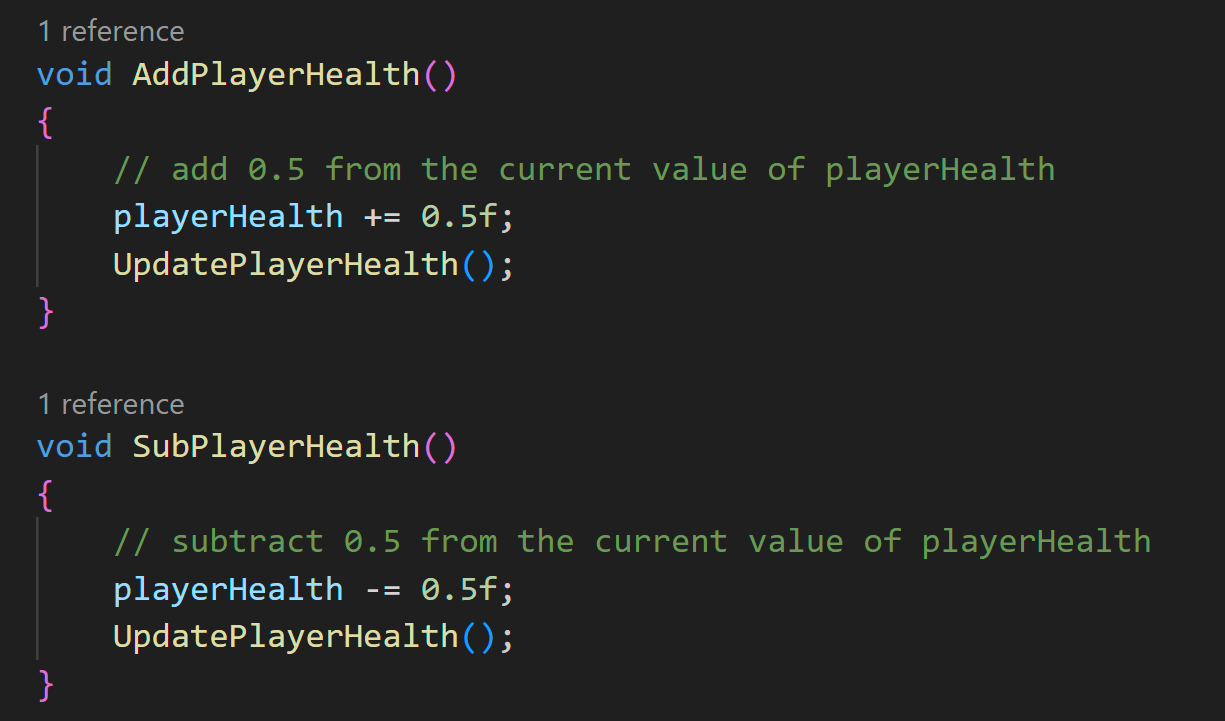 1 reference
void AddPlayerHealth()
{
    // add 0.5 from the current value of playerHealth
    playerHealth += 0.5f;
    UpdatePlayerHealth();
}
1 reference
void SubPlayerHealth()
{
    // subtract 0.5 from the current value of playerHealth
    playerHealth -= 0.5f;
    UpdatePlayerHealth();
}